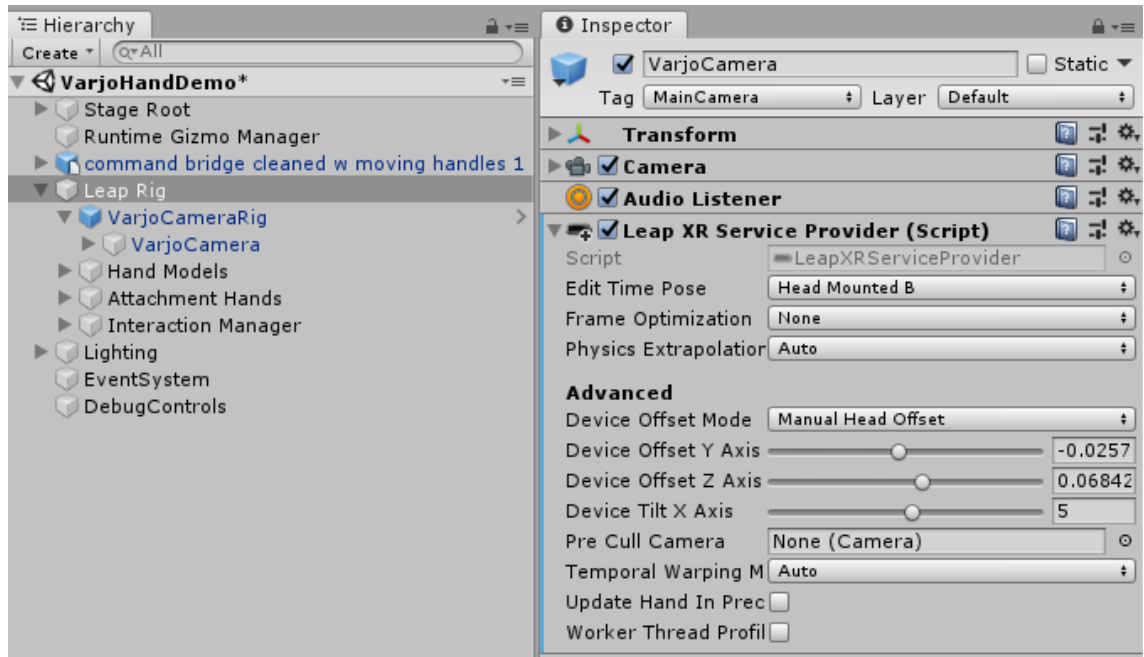 Hierarchy
Create All
VarjoHandDemo*
Stage Root
Runtime Gizmo Manager
command bridge cleaned w moving handles 1
Leap Rig
VarjoCameraRig
VarjoCamera
Hand Models
Attachment Hands
Interaction Manager
Lighting
EventSystem
DebugControls
Inspector
VarjoCamera Static
Tag MainCamera Layer Default
Transform
Camera
Audio Listener
Leap XR Service Provider (Script)
Script LeapXRServiceProvider
Edit Time Pose Head Mounted B
Frame Optimization None
Physics Extrapolation Auto
Advanced
Device Offset Mode Manual Head Offset
Device Offset Y Axis -0.0257
Device Offset Z Axis 0.06842
Device Tilt X Axis 5
Pre Cull Camera None (Camera)
Temporal Warping M Auto
Update Hand In Prec
Worker Thread Profil